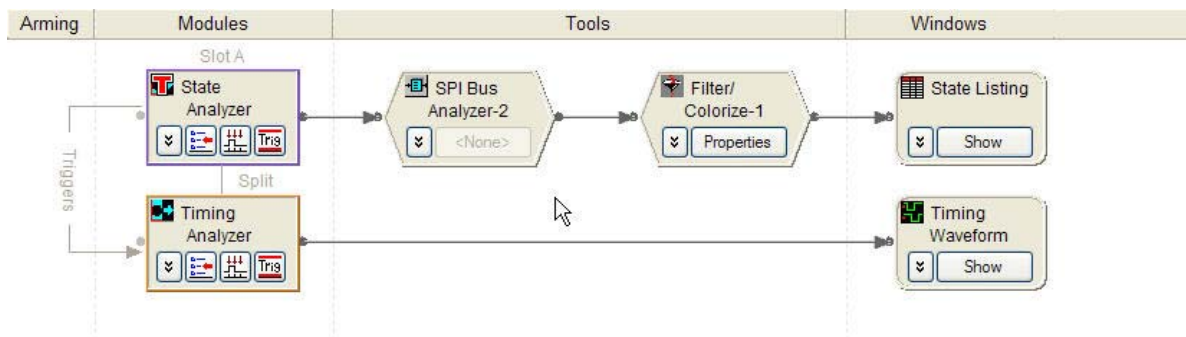 Arming Modules Tools Windows
Slot A
State
Analyzer
Trig
SPI Bus
Analyzer-2
<None>
Filter/
Colorize-1
Properties
State Listing
Show
Triggers
Split
Timing
Analyzer
Trig
Timing
Waveform
Show